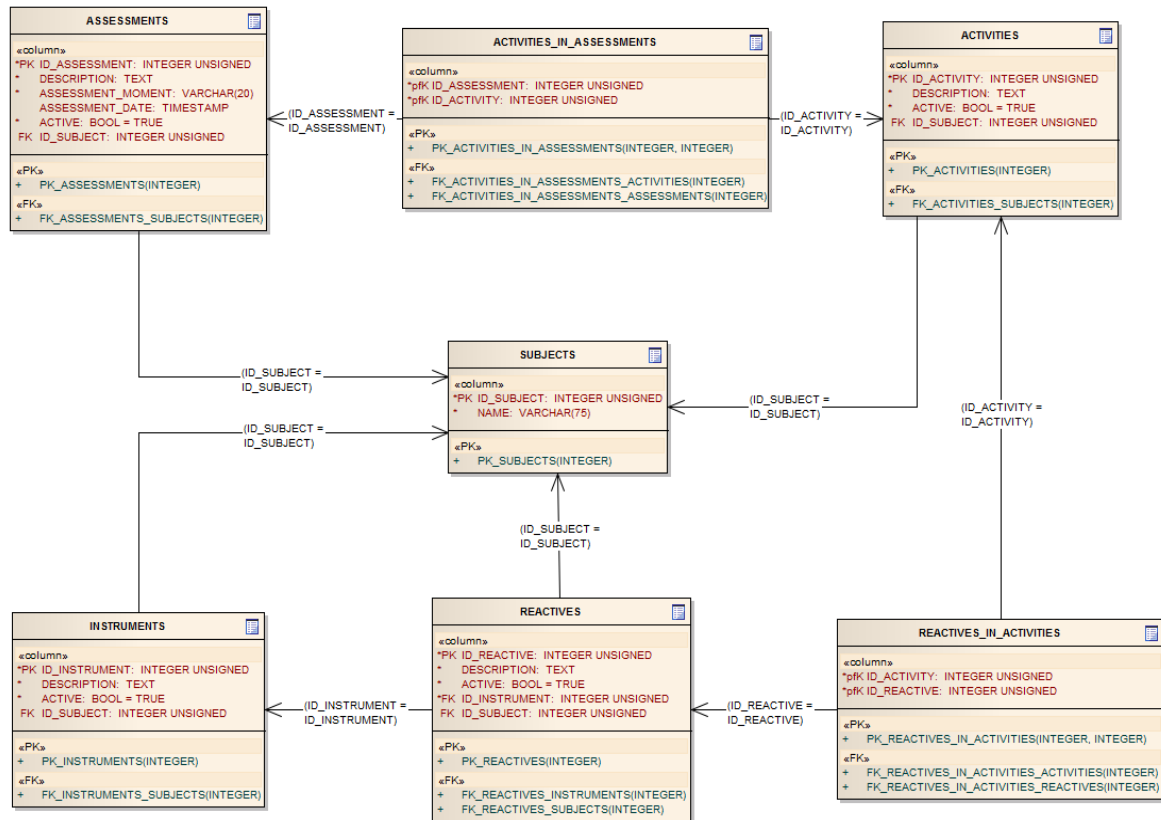 ASSESSMENTS
«column»
*PK ID_ASSESSMENT: INTEGER UNSIGNED
* DESCRIPTION: TEXT
* ASSESSMENT_MOMENT: VARCHAR(20)
ASSESSMENT_DATE: TIMESTAMP
* ACTIVE: BOOL = TRUE
FK ID_SUBJECT: INTEGER UNSIGNED
«PK»
+ PK_ASSESSMENTS(INTEGER)
«FK»
+ FK_ASSESSMENTS_SUBJECTS(INTEGER)
(ID_ASSESSMENT =
ID_ASSESSMENT)
ACTIVITIES_IN_ASSESSMENTS
«column»
*pfK ID_ASSESSMENT: INTEGER UNSIGNED
*pfK ID_ACTIVITY: INTEGER UNSIGNED
«PK»
+ PK_ACTIVITIES_IN_ASSESSMENTS(INTEGER, INTEGER)
«FK»
+ FK_ACTIVITIES_IN_ASSESSMENTS_ACTIVITIES(INTEGER)
+ FK_ACTIVITIES_IN_ASSESSMENTS_ASSESSMENTS(INTEGER)
(ID_ACTIVITY =
ID_ACTIVITY)
ACTIVITIES
«column»
*PK ID_ACTIVITY: INTEGER UNSIGNED
* DESCRIPTION: TEXT
* ACTIVE: BOOL = TRUE
FK ID_SUBJECT: INTEGER UNSIGNED
«PK»
+ PK_ACTIVITIES(INTEGER)
«FK»
+ FK_ACTIVITIES_SUBJECTS(INTEGER)
(ID_SUBJECT =
ID_SUBJECT)
SUBJECTS
«column»
*PK ID_SUBJECT: INTEGER UNSIGNED
* NAME: VARCHAR(75)
«PK»
+ PK_SUBJECTS(INTEGER)
(ID_SUBJECT =
ID_SUBJECT)
(ID_ACTIVITY =
ID_ACTIVITY)
(ID_SUBJECT =
ID_SUBJECT)
(ID_SUBJECT =
ID_SUBJECT)
INSTRUMENTS
«column»
*PK ID_INSTRUMENT: INTEGER UNSIGNED
* DESCRIPTION: TEXT
* ACTIVE: BOOL = TRUE
FK ID_SUBJECT: INTEGER UNSIGNED
«PK»
+ PK_INSTRUMENTS(INTEGER)
«FK»
+ FK_INSTRUMENTS_SUBJECTS(INTEGER)
(ID_INSTRUMENT =
ID_INSTRUMENT)
REACTIVES
«column»
*PK ID_REACTIVE: INTEGER UNSIGNED
* DESCRIPTION: TEXT
* ACTIVE: BOOL = TRUE
*FK ID_INSTRUMENT: INTEGER UNSIGNED
FK ID_SUBJECT: INTEGER UNSIGNED
«PK»
+ PK_REACTIVES(INTEGER)
«FK»
+ FK_REACTIVES_INSTRUMENTS(INTEGER)
+ FK_REACTIVES_SUBJECTS(INTEGER)
(ID_REACTIVE =
ID_REACTIVE)
REACTIVES_IN_ACTIVITIES
«column»
*pfK ID_ACTIVITY: INTEGER UNSIGNED
*pfK ID_REACTIVE: INTEGER UNSIGNED
«PK»
+ PK_REACTIVES_IN_ACTIVITIES(INTEGER, INTEGER)
«FK»
+ FK_REACTIVES_IN_ACTIVITIES_ACTIVITIES(INTEGER)
+ FK_REACTIVES_IN_ACTIVITIES_REACTIVES(INTEGER)